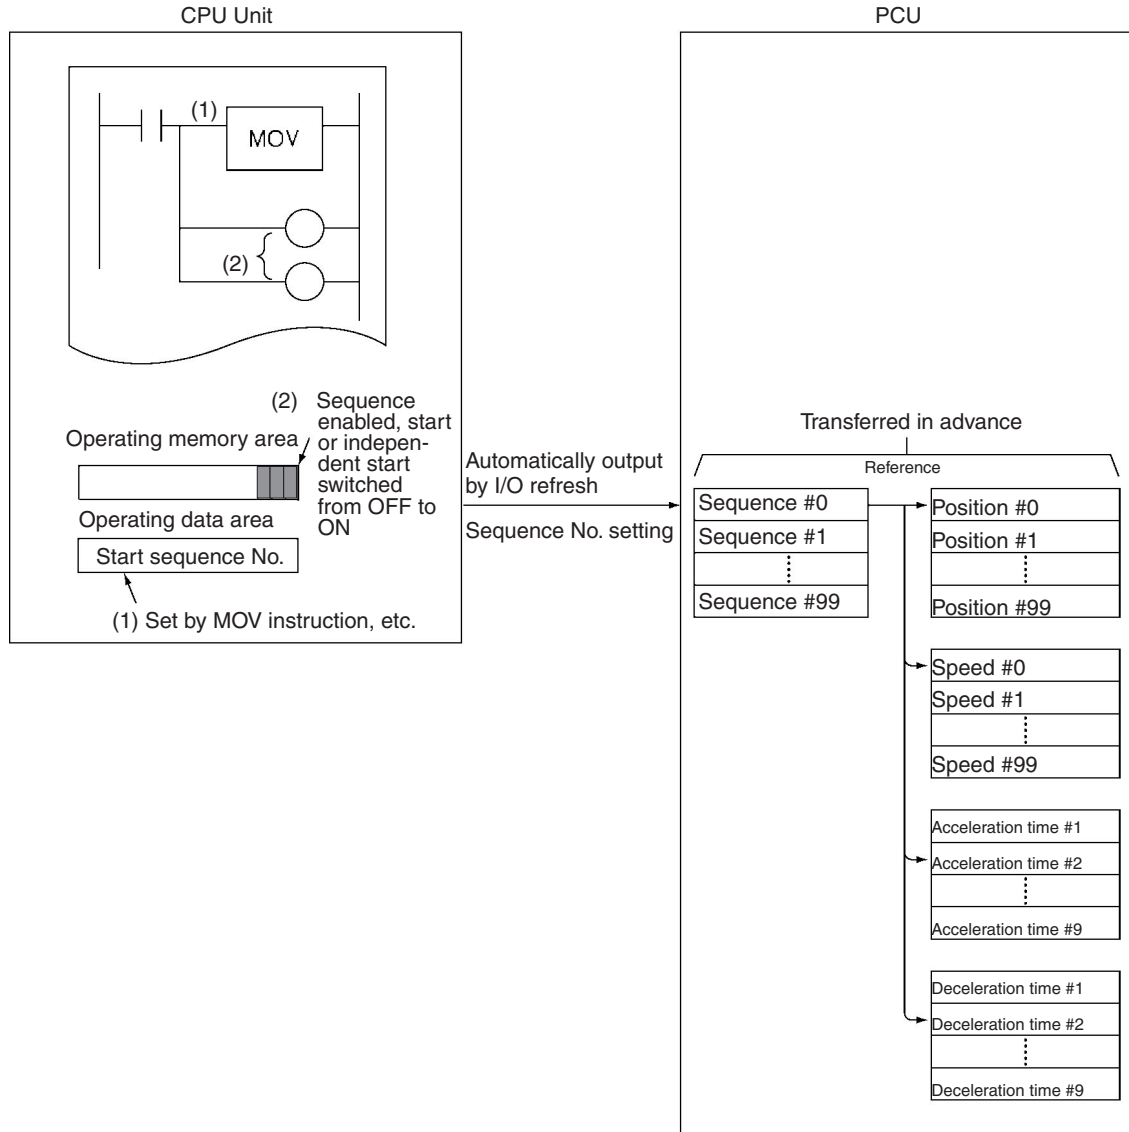 CPU Unit
PCU
(1)
MOV
(2)
(2) Sequence
enabled, start
or indepen-
dent start
switched
from OFF to
ON
Operating memory area
Operating data area
Start sequence No.
(1) Set by MOV instruction, etc.
Automatically output
by I/O refresh
Sequence No. setting
Transferred in advance
Reference
Sequence #0
Sequence #1
Sequence #99
Position #0
Position #1
Position #99
Speed #0
Speed #1
Speed #99
Acceleration time #1
Acceleration time #2
Acceleration time #9
Deceleration time #1
Deceleration time #2
Deceleration time #9